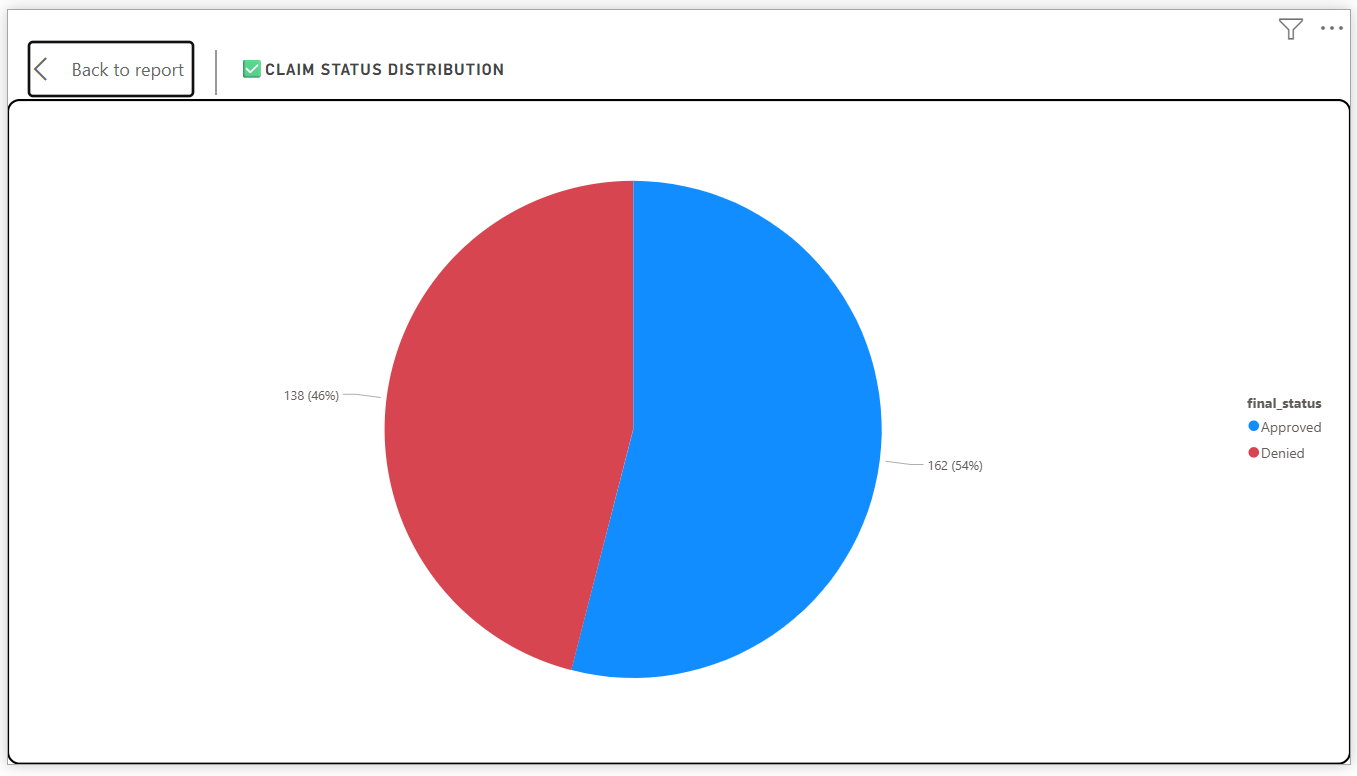 Back to report
✅ CLAIM STATUS DISTRIBUTION
138 (46%)
162 (54%)
final_status
Approved
Denied